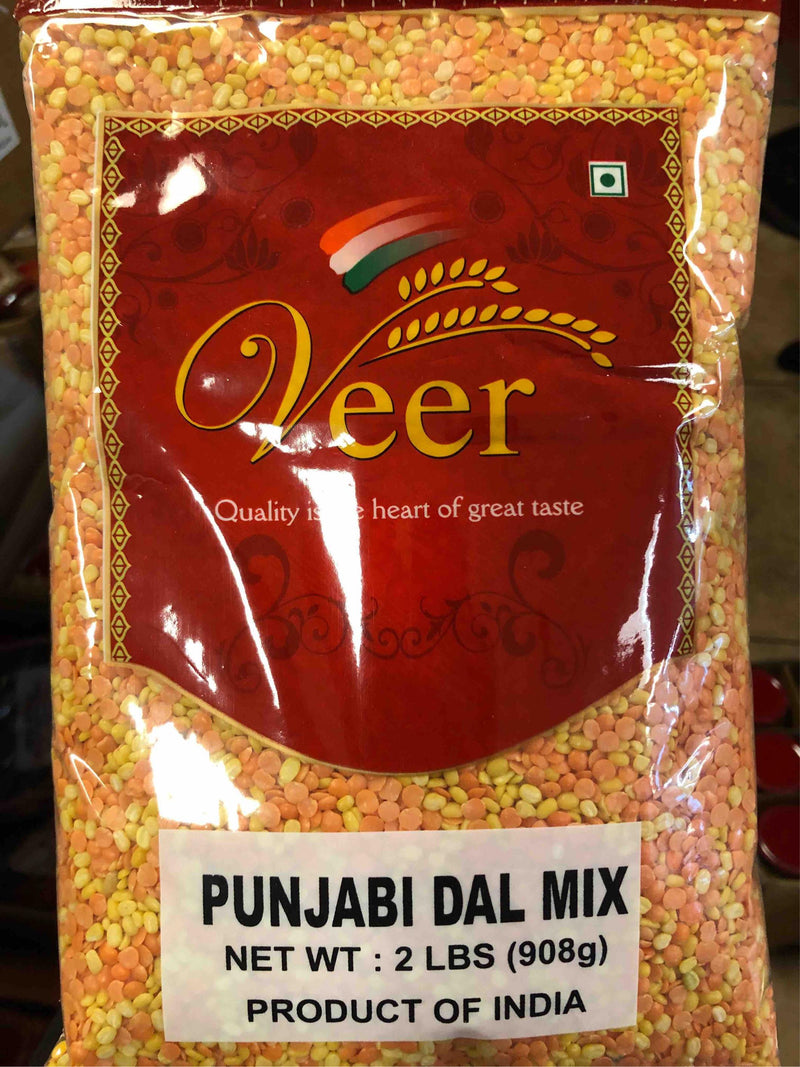 Veer
Quality is heart of great taste
PUNJABI DAL MIX
NET WT : 2 LBS (908g)
PRODUCT OF INDIA